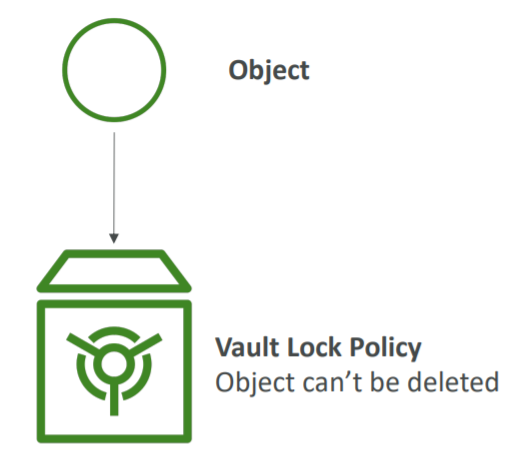 Object
Vault Lock Policy
Object can’t be deleted